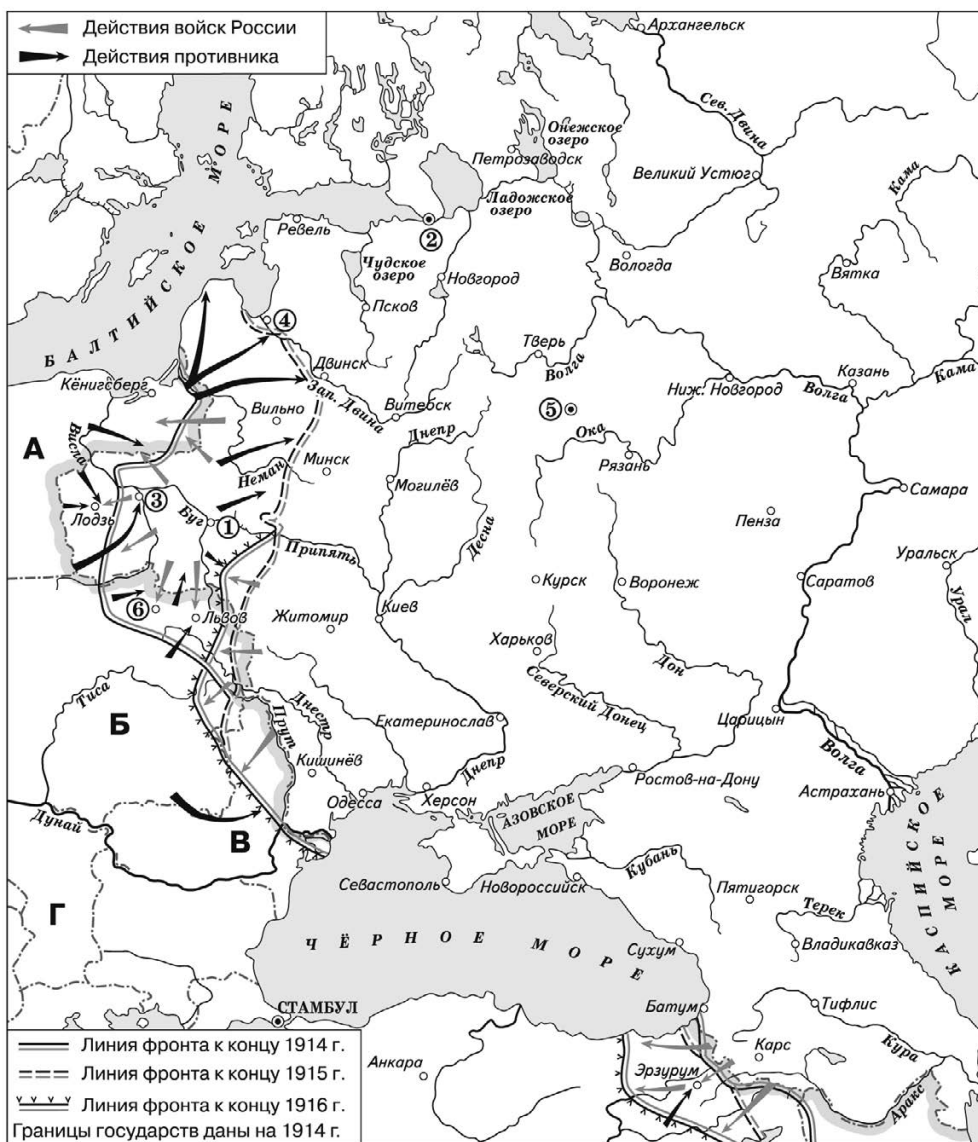 Действия войск России
Действия противника
Архангельск
Сев. Двина
Онежское
озеро
Петрозаводск
Великий Устюг
Кама
Ладожское
озеро
БАЛТИЙСКОЕ МОРЕ
Ревель
②
Чудское
озеро
Новгород
Вологда
Вятка
Псков
④
Тверь
Волга
Двинск
Казань
Кама
Кёнигсберг
Зап. Двина
Ниж. Новгород
Волга
⑤
Витебск
Вильно
Днепр
Ока
А
Висла
Рязань
Минск
Неман
Могилёв
Самара
③
Лодзь
Буг
①
Десна
Пенза
Припять
Уральск
Курск
Воронеж
Саратов
Урал
Киев
⑥
Львов
Житомир
Харьков
Дон
Северский Донец
Тиса
Б
Днестр
Прут
Екатеринослав
Царицын
Кишинёв
Днепр
Волга
Ростов-на-Дону
Одесса
Херсон
Астрахань
АЗОВСКОЕ
МОРЕ
Дунай
В
Кубань
Севастополь
Новороссийск
Пятигорск
КАСПИЙСКОЕ
МОРЕ
Г
Терек
ЧЁРНОЕ МОРЕ
Сухум
Владикавказ
СТАМБУЛ
Батум
Тифлис
Линия фронта к концу 1914 г.
Карс
Кура
Анкара
Линия фронта к концу 1915 г.
Эрзурум
Аракс
Линия фронта к концу 1916 г.
Границы государств даны на 1914 г.